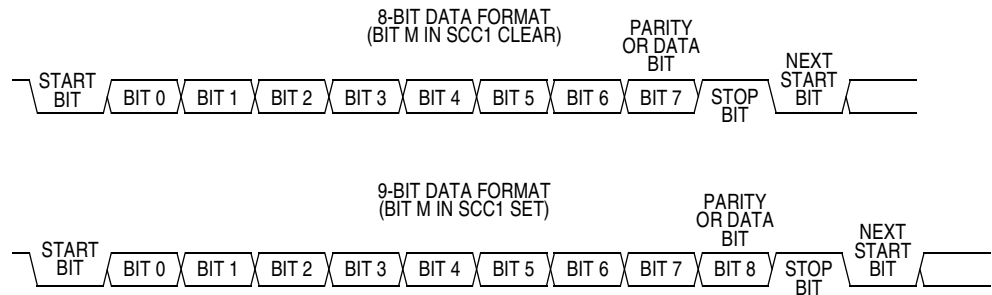 8-BIT DATA FORMAT
(BIT M IN SCC1 CLEAR)
PARITY
OR DATA
BIT
START
BIT
BIT 0
BIT 1
BIT 2
BIT 3
BIT 4
BIT 5
BIT 6
BIT 7
STOP
BIT
NEXT
START
BIT
9-BIT DATA FORMAT
(BIT M IN SCC1 SET)
PARITY
OR DATA
BIT
START
BIT
BIT 0
BIT 1
BIT 2
BIT 3
BIT 4
BIT 5
BIT 6
BIT 7
BIT 8
STOP
BIT
NEXT
START
BIT